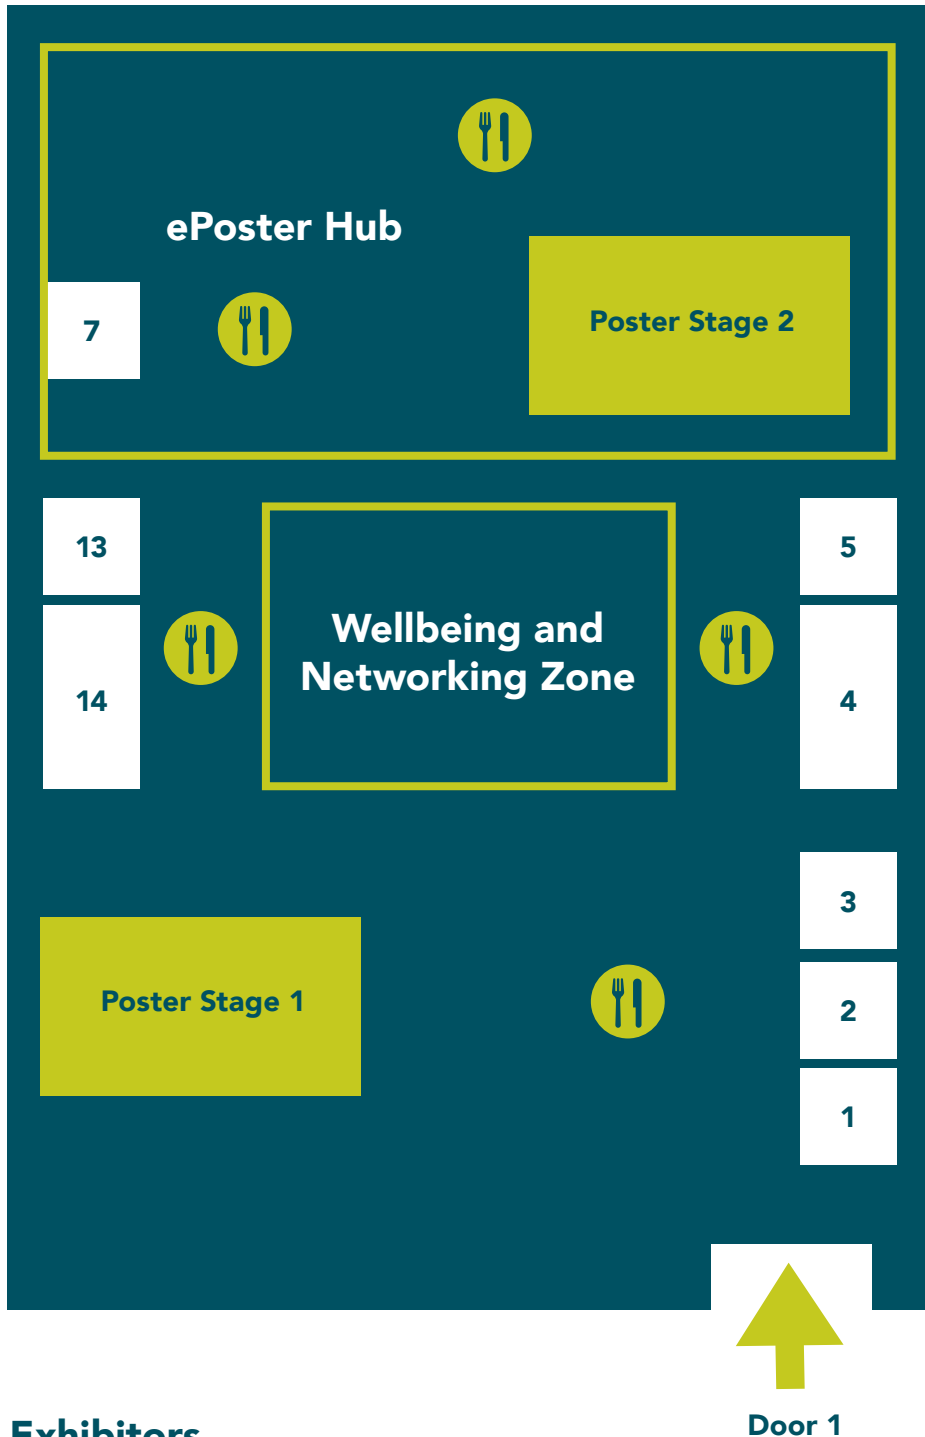 ePoster Hub
Poster Stage 2
7
13
5
Wellbeing and
Networking Zone
14
4
3
Poster Stage 1
2
1
Door 1
Exhibitors